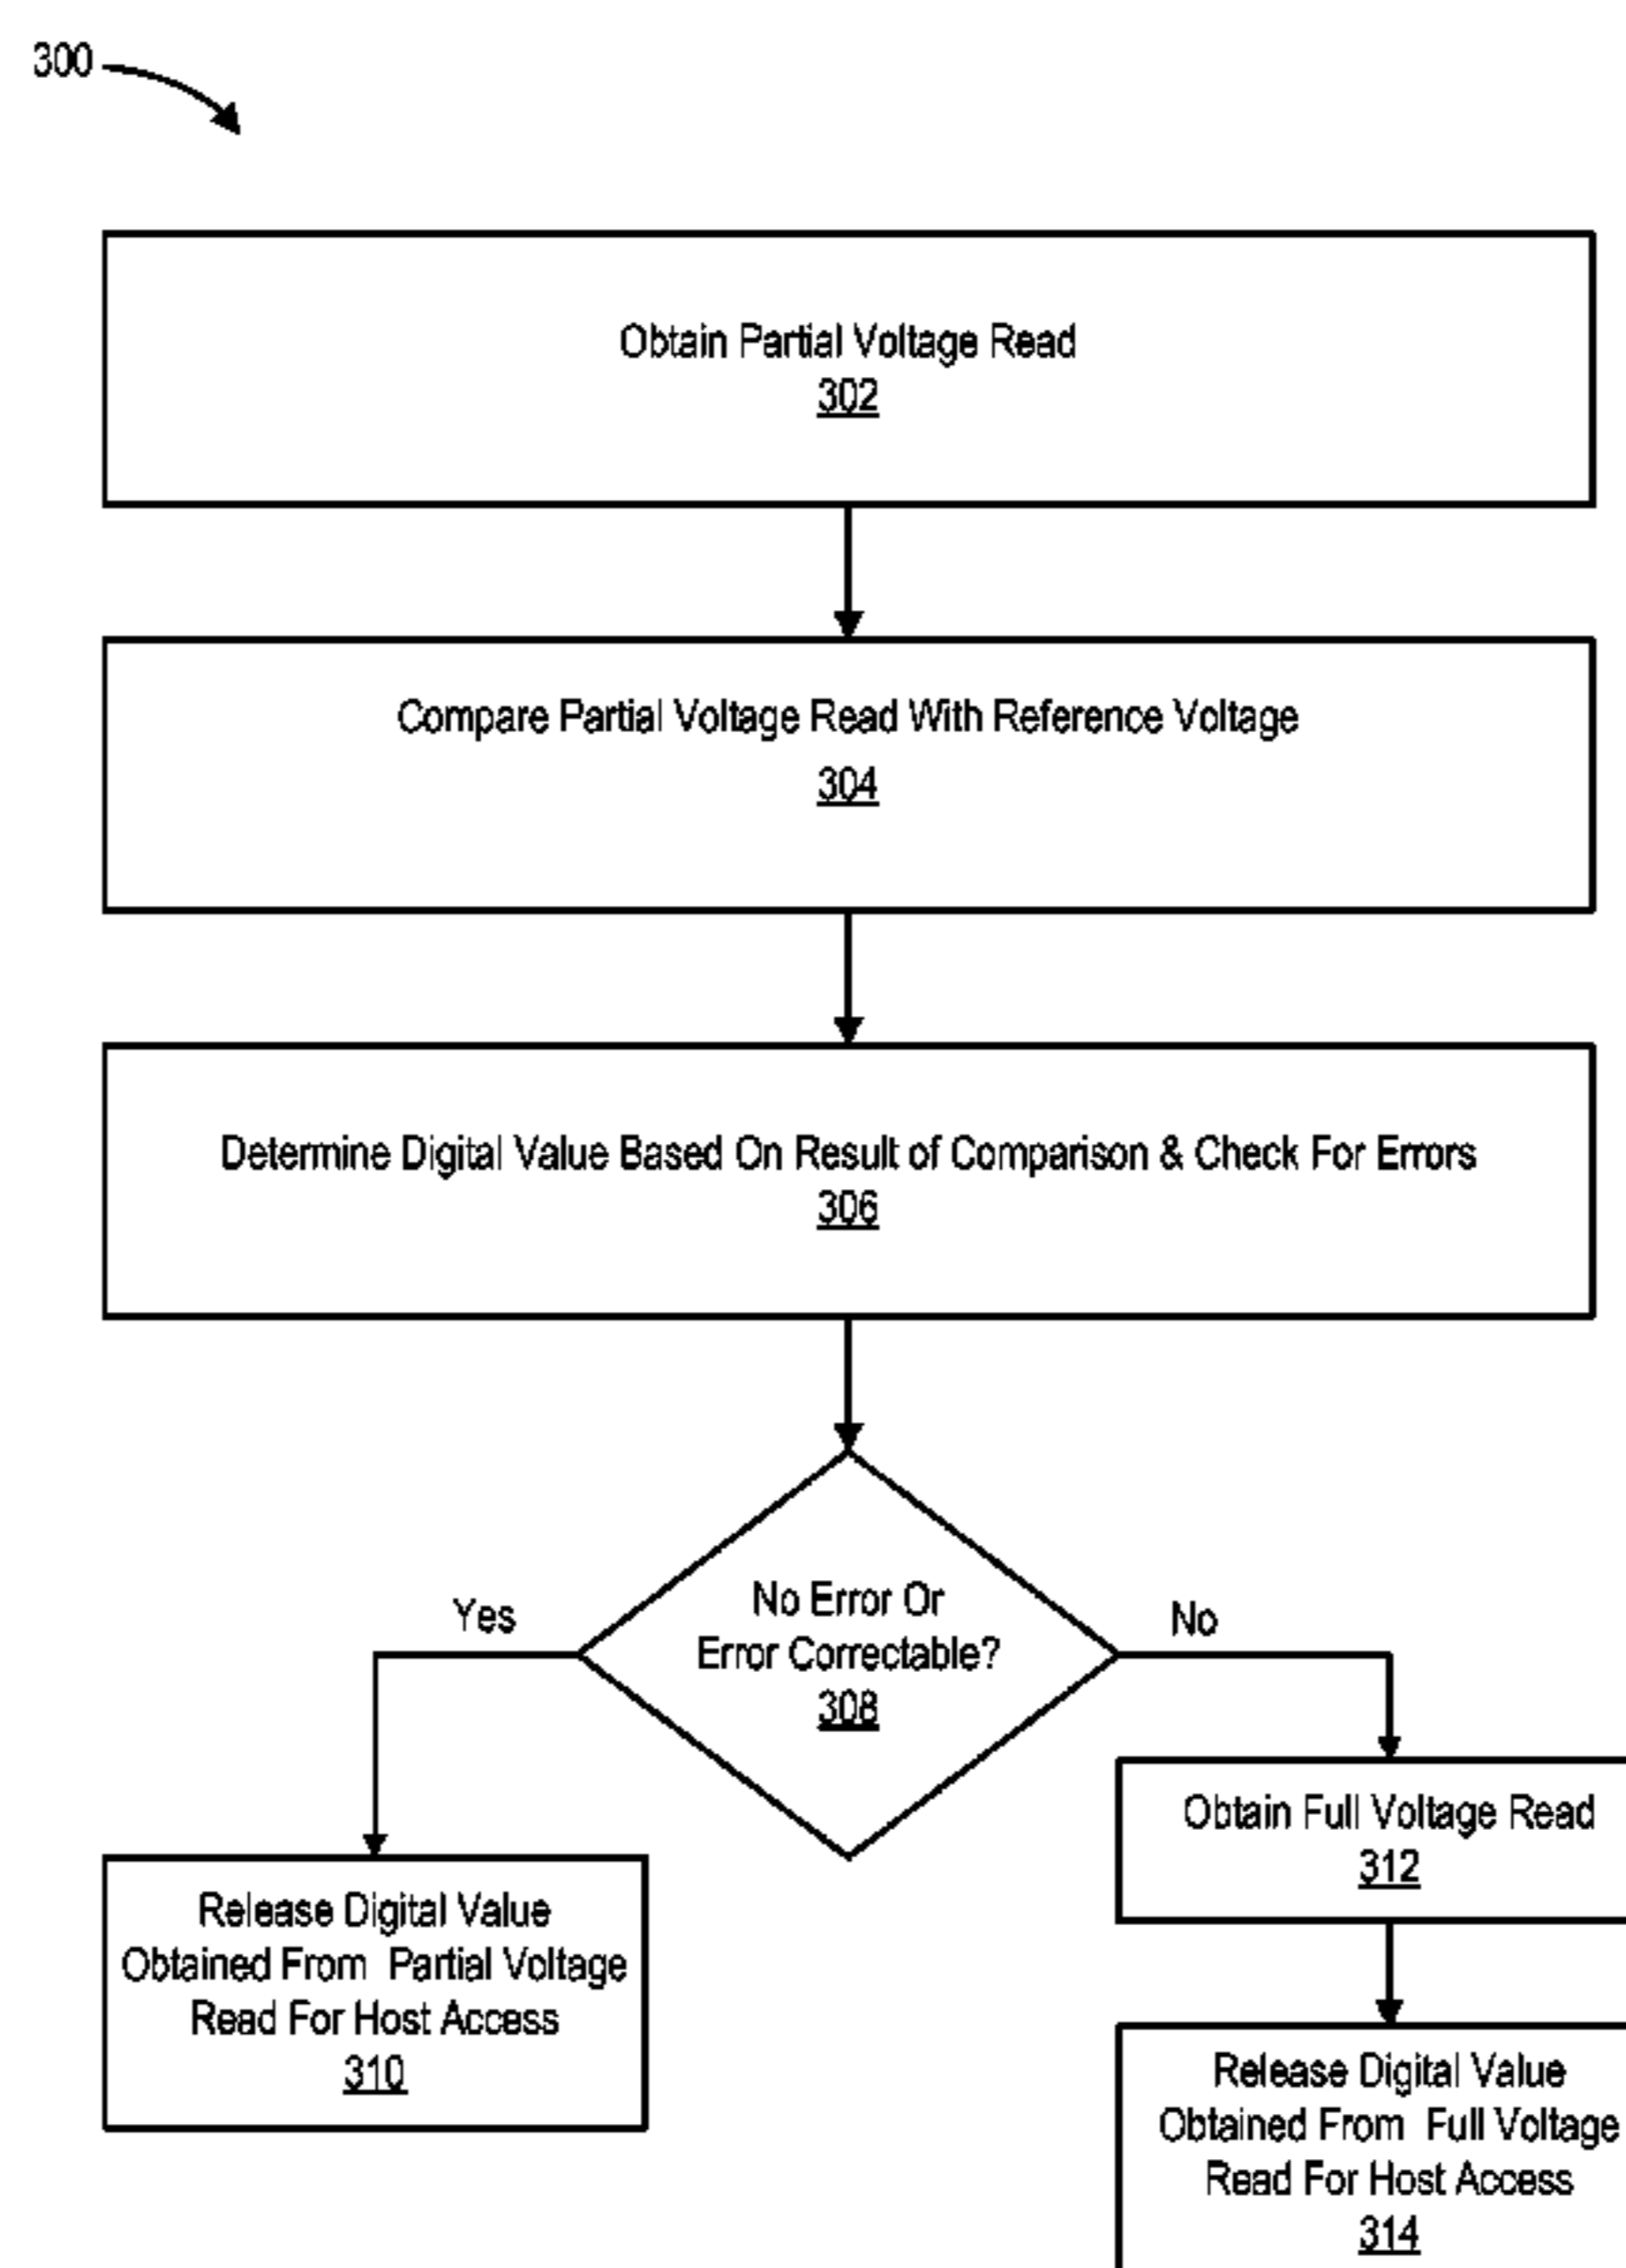 300
Obtain Partial Voltage Read
302
Compare Partial Voltage Read With Reference Voltage
304
Determine Digital Value Based On Result of Comparison & Check For Errors
306
No Error Or
Error Correctable?
308
Yes
No
Release Digital Value
Obtained From Partial Voltage
Read For Host Access
310
Obtain Full Voltage Read
312
Release Digital Value
Obtained From Full Voltage
Read For Host Access
314